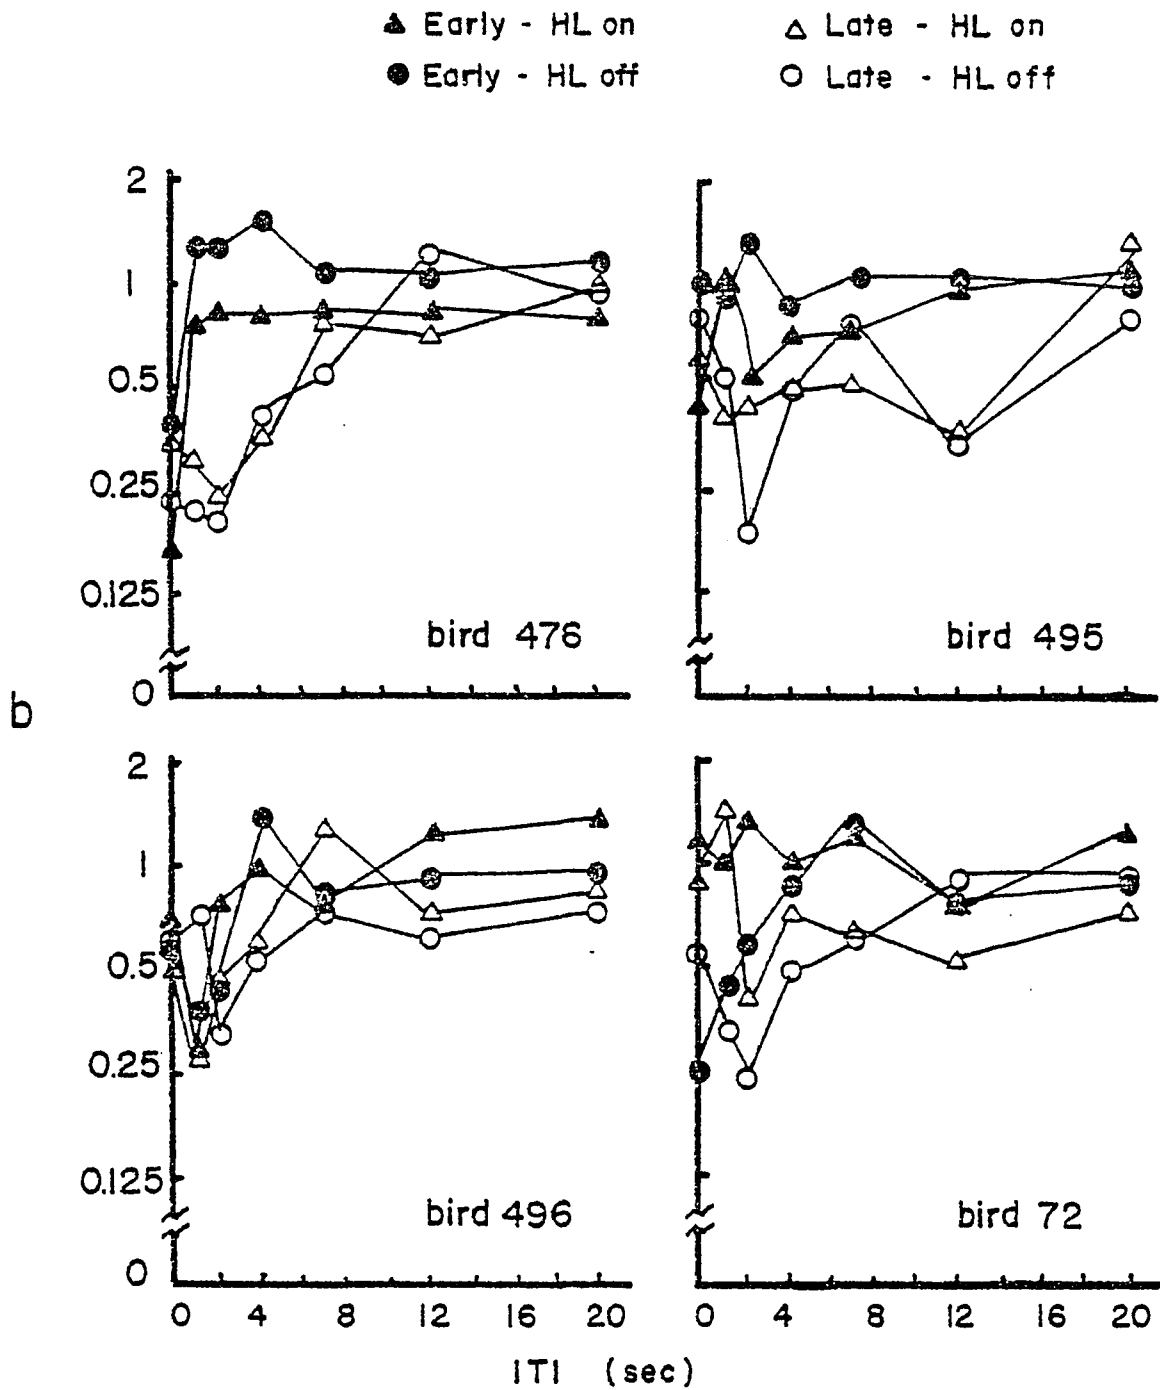 Early - HL on
Late - HL on
Early - HL off
Late - HL off
2
1
0.5
0.25
0.125
0
bird 476
bird 495
b
2
1
0.5
0.25
0.125
0
bird 496
bird 72
0 4 8 12 16 20
0 4 8 12 16 20
ITI (sec)